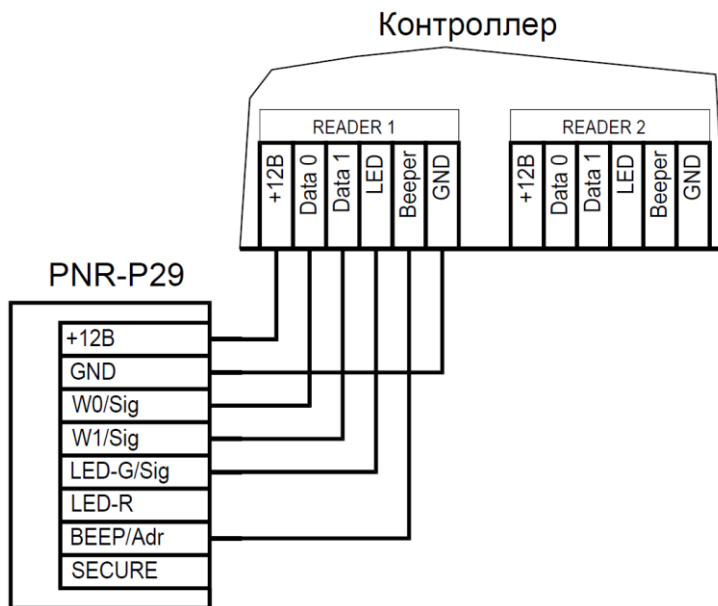 Контроллер
READER 1
READER 2
+12В
Data 0
Data 1
LED
Beeper
GND
+12В
Data 0
Data 1
LED
Beeper
GND
PNR-P29
+12В
GND
W0/Sig
W1/Sig
LED-G/Sig
LED-R
BEEP/Adr
SECURE